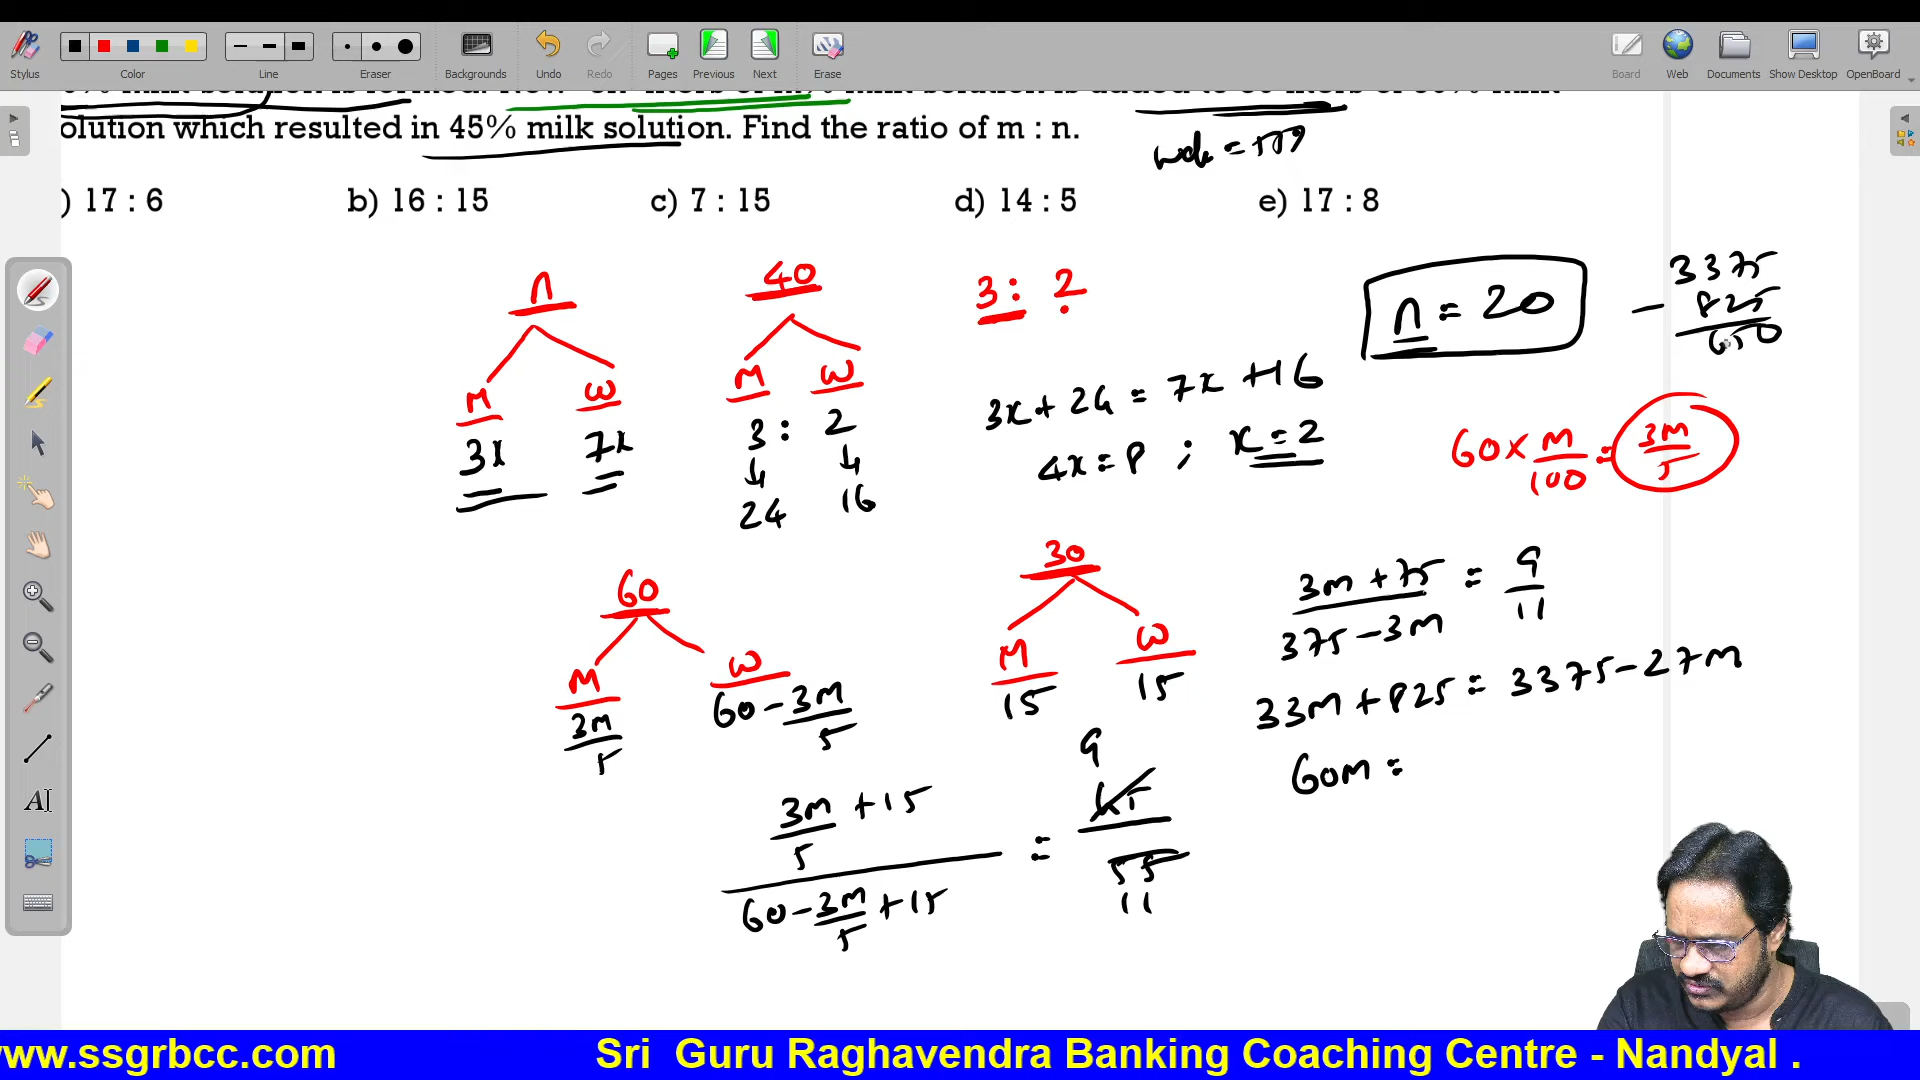 Stylus
Color
Line
Eraser
Backgrounds
Undo
Redo
Pages
Previous
Next
Erase
Board
Web
Documents
Show Desktop
OpenBoard
olution which resulted in 45% milk solution. Find the ratio of m : n.
) 17 : 6
b) 16 : 15
c) 7 : 15
d) 14 : 5
e) 17 : 8
n
M W
3x 7x
40
M W
3 : 2
24 16
3 : 2
3x + 24 = 7x + 16
4x = 8 ; x = 2
n = 20
3375
- 825
650
60 × M/100 = 3M/5
60
M W
3M/5 60 - 3M/5
30
M W
15 15
3M/5 + 15 / 60 - 3M/5 + 15 = 45/55
9
11
3m + 75 / 375 - 3m = 9/11
33m + 825 = 3375 - 27m
60m =
www.ssgrbcc.com
Sri Guru Raghavendra Banking Coaching Centre - Nandyal .